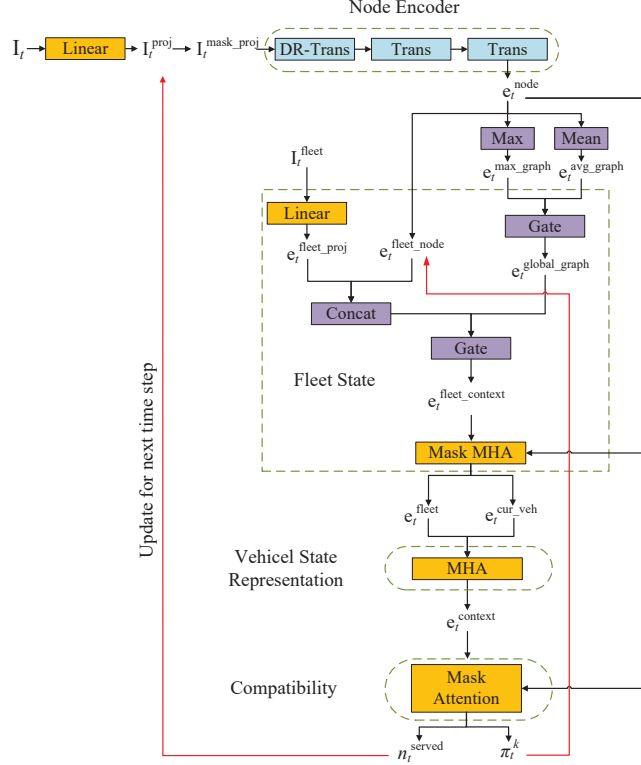 Node Encoder
I_t Linear I_t^proj I_t^mask_proj DR-Trans Trans Trans
e_t^node
Max Mean
I_t^fleet e_t^max_graph e_t^avg_graph
Linear Gate
e_t^fleet_proj e_t^fleet_node e_t^global_graph
Concat
Gate
Fleet State
e_t^fleet_context
Mask MHA
e_t^fleet e_t^cur_veh
Vehicel State
Representation
MHA
e_t^context
Compatibility
Mask
Attention
n_t^served π_t^k
Update for next time step